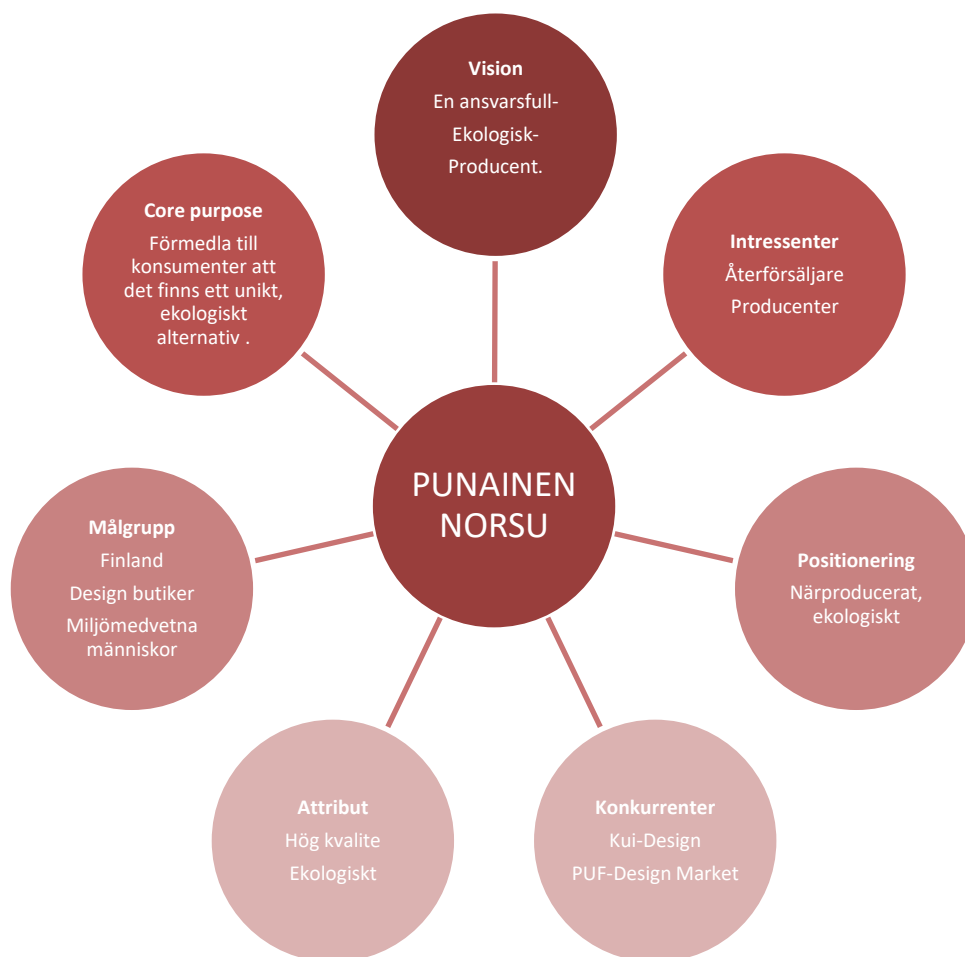 Vision
En ansvarsfull-
Ekologisk-
Producent.
Core purpose
Förmedla till
konsumenter att
det finns ett unikt,
ekologiskt
alternativ .
Intressenter
Återförsäljare
Producenter
PUNAINEN
NORSU
Målgrupp
Finland
Design butiker
Miljömedvetna
människor
Positionering
Närproducerat,
ekologiskt
Attribut
Hög kvalite
Ekologiskt
Konkurrenter
Kui-Design
PUF-Design Market